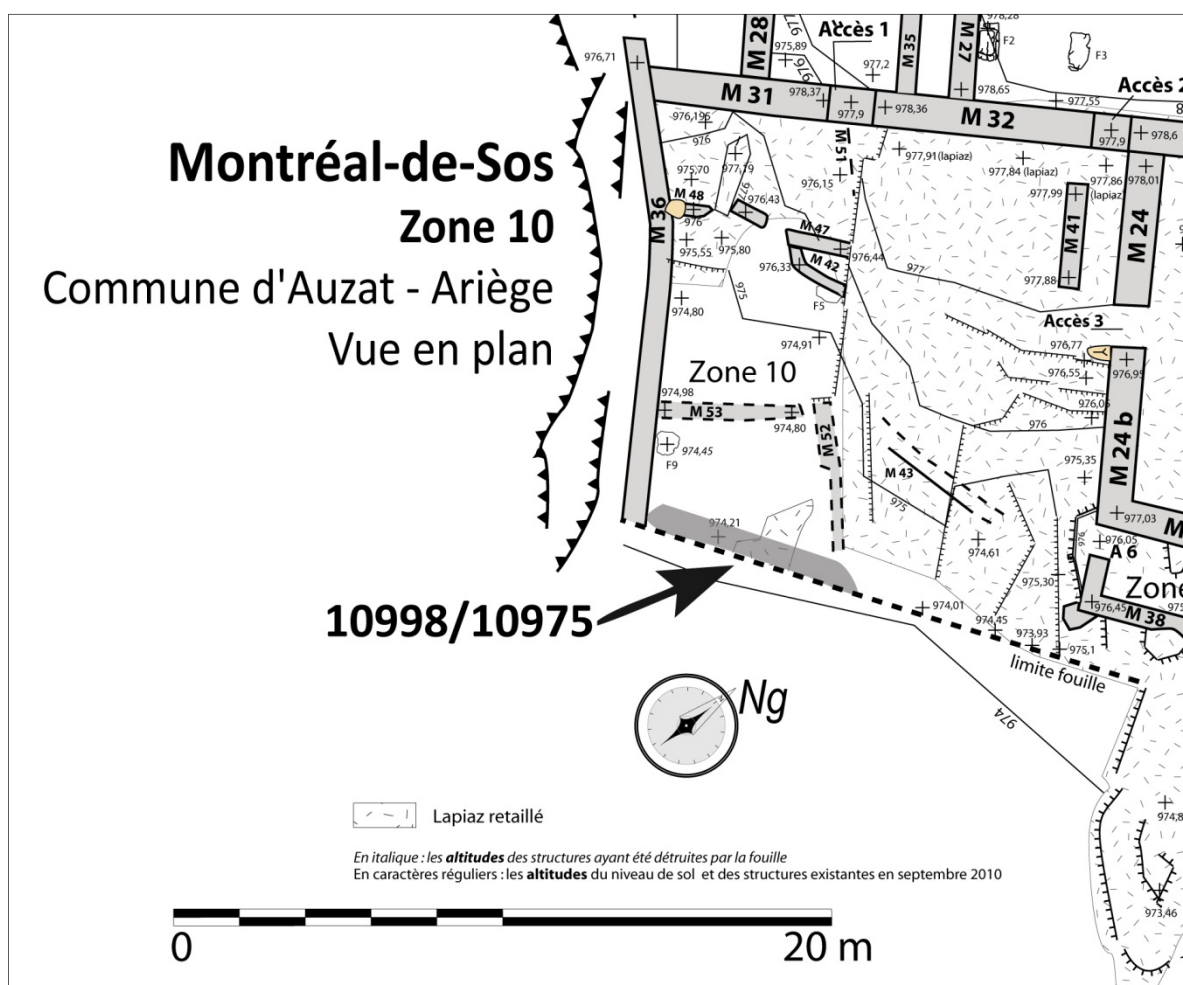 Montréal-de-Sos
Zone 10
Commune d'Auzat - Ariège
Vue en plan
976,71
M 28
977
975,89
976
Accès 1
M 35
977,2
M 27
978,28
F2
F3
Accès 2
M 31
978,37
977,9
978,36
M 32
978,65
977,55
977,9
978,6
976,195
976
977,19
975,70
M 51
976,15
977,91(lapiaz)
977,84 (lapiaz)
977,86
(lapiaz)
978,01
977,99
M 41
M 24
M 36
M 48
976
977
976,43
975,55
975,80
M 47
M 42
976,44
976,33
F5
977
977,88
974,80
975
974,91
Accès 3
976,77
976,55
976,95
976,05
Zone 10
974,98
M 53
974,80
M 52
976
M 24 b
974,45
F9
M 43
975
975,35
974,21
977,03
974,61
976
976,05
A 6
975,30
Zone
976,45
M 38
10998/10975
974,01
974,45
973,93
975,1
limite fouille
Ng
974
Lapiaz retaillé
En italique : les altitudes des structures ayant été détruites par la fouille
En caractères réguliers : les altitudes du niveau de sol et des structures existantes en septembre 2010
974,8
973,46
0
20 m